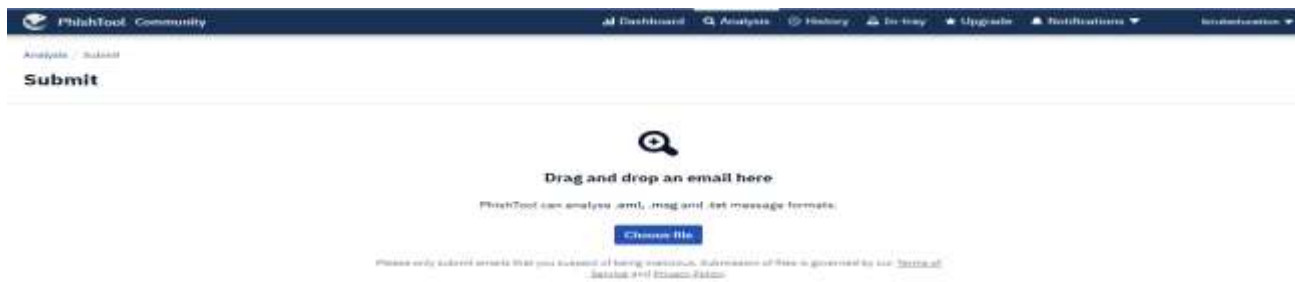 PhishTool Community
Dashboard Analysis History In-tray Upgrade Notifications
Analysis / Submit
Submit
Drag and drop an email here
PhishTool can analyse .eml, .msg and .txt message formats.
Choose file
Please only submit emails that you suspect of being malicious. Submission of files is governed by our Terms of
Service and Privacy Policy.